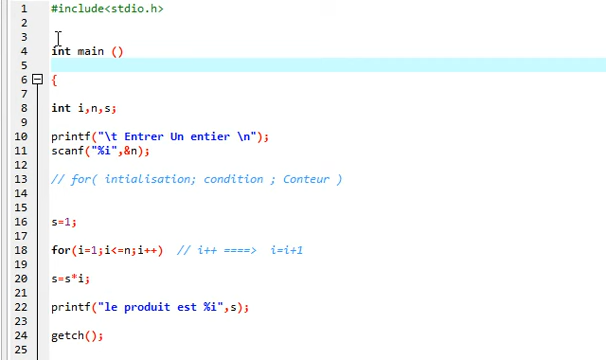 1 #include<stdio.h>
2
3
4 int main ()
5
6 {
7
8 int i,n,s;
9
10 printf("\t Entrer Un entier \n");
11 scanf("%i",&n);
12
13 // for( intialisation; condition ; Conteur )
14
15
16 s=1;
17
18 for(i=1;i<=n;i++) // i++ ====> i=i+1
19
20 s=s*i;
21
22 printf("le produit est %i",s);
23
24 getch();
25